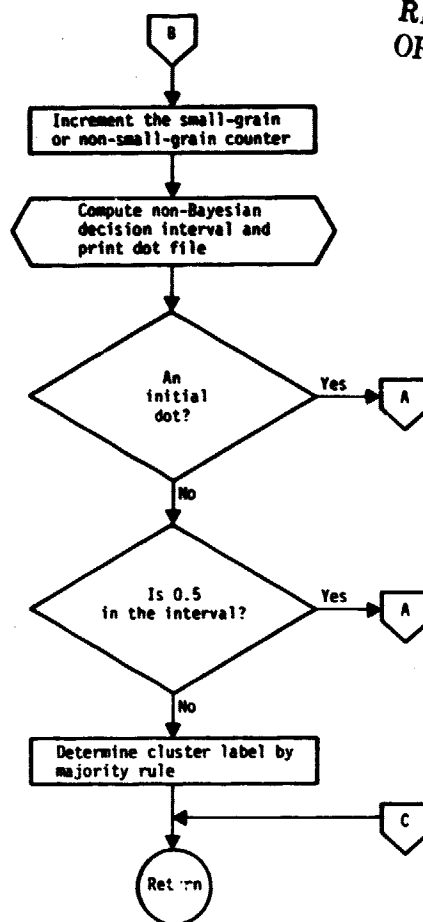 B
OF
Increment the small-grain
or non-small-grain counter
Compute non-Bayesian
decision interval and
print dot file
An
initial
dot?
Yes
A
No
Is 0.5
in the interval?
Yes
A
No
Determine cluster label by
majority rule
C